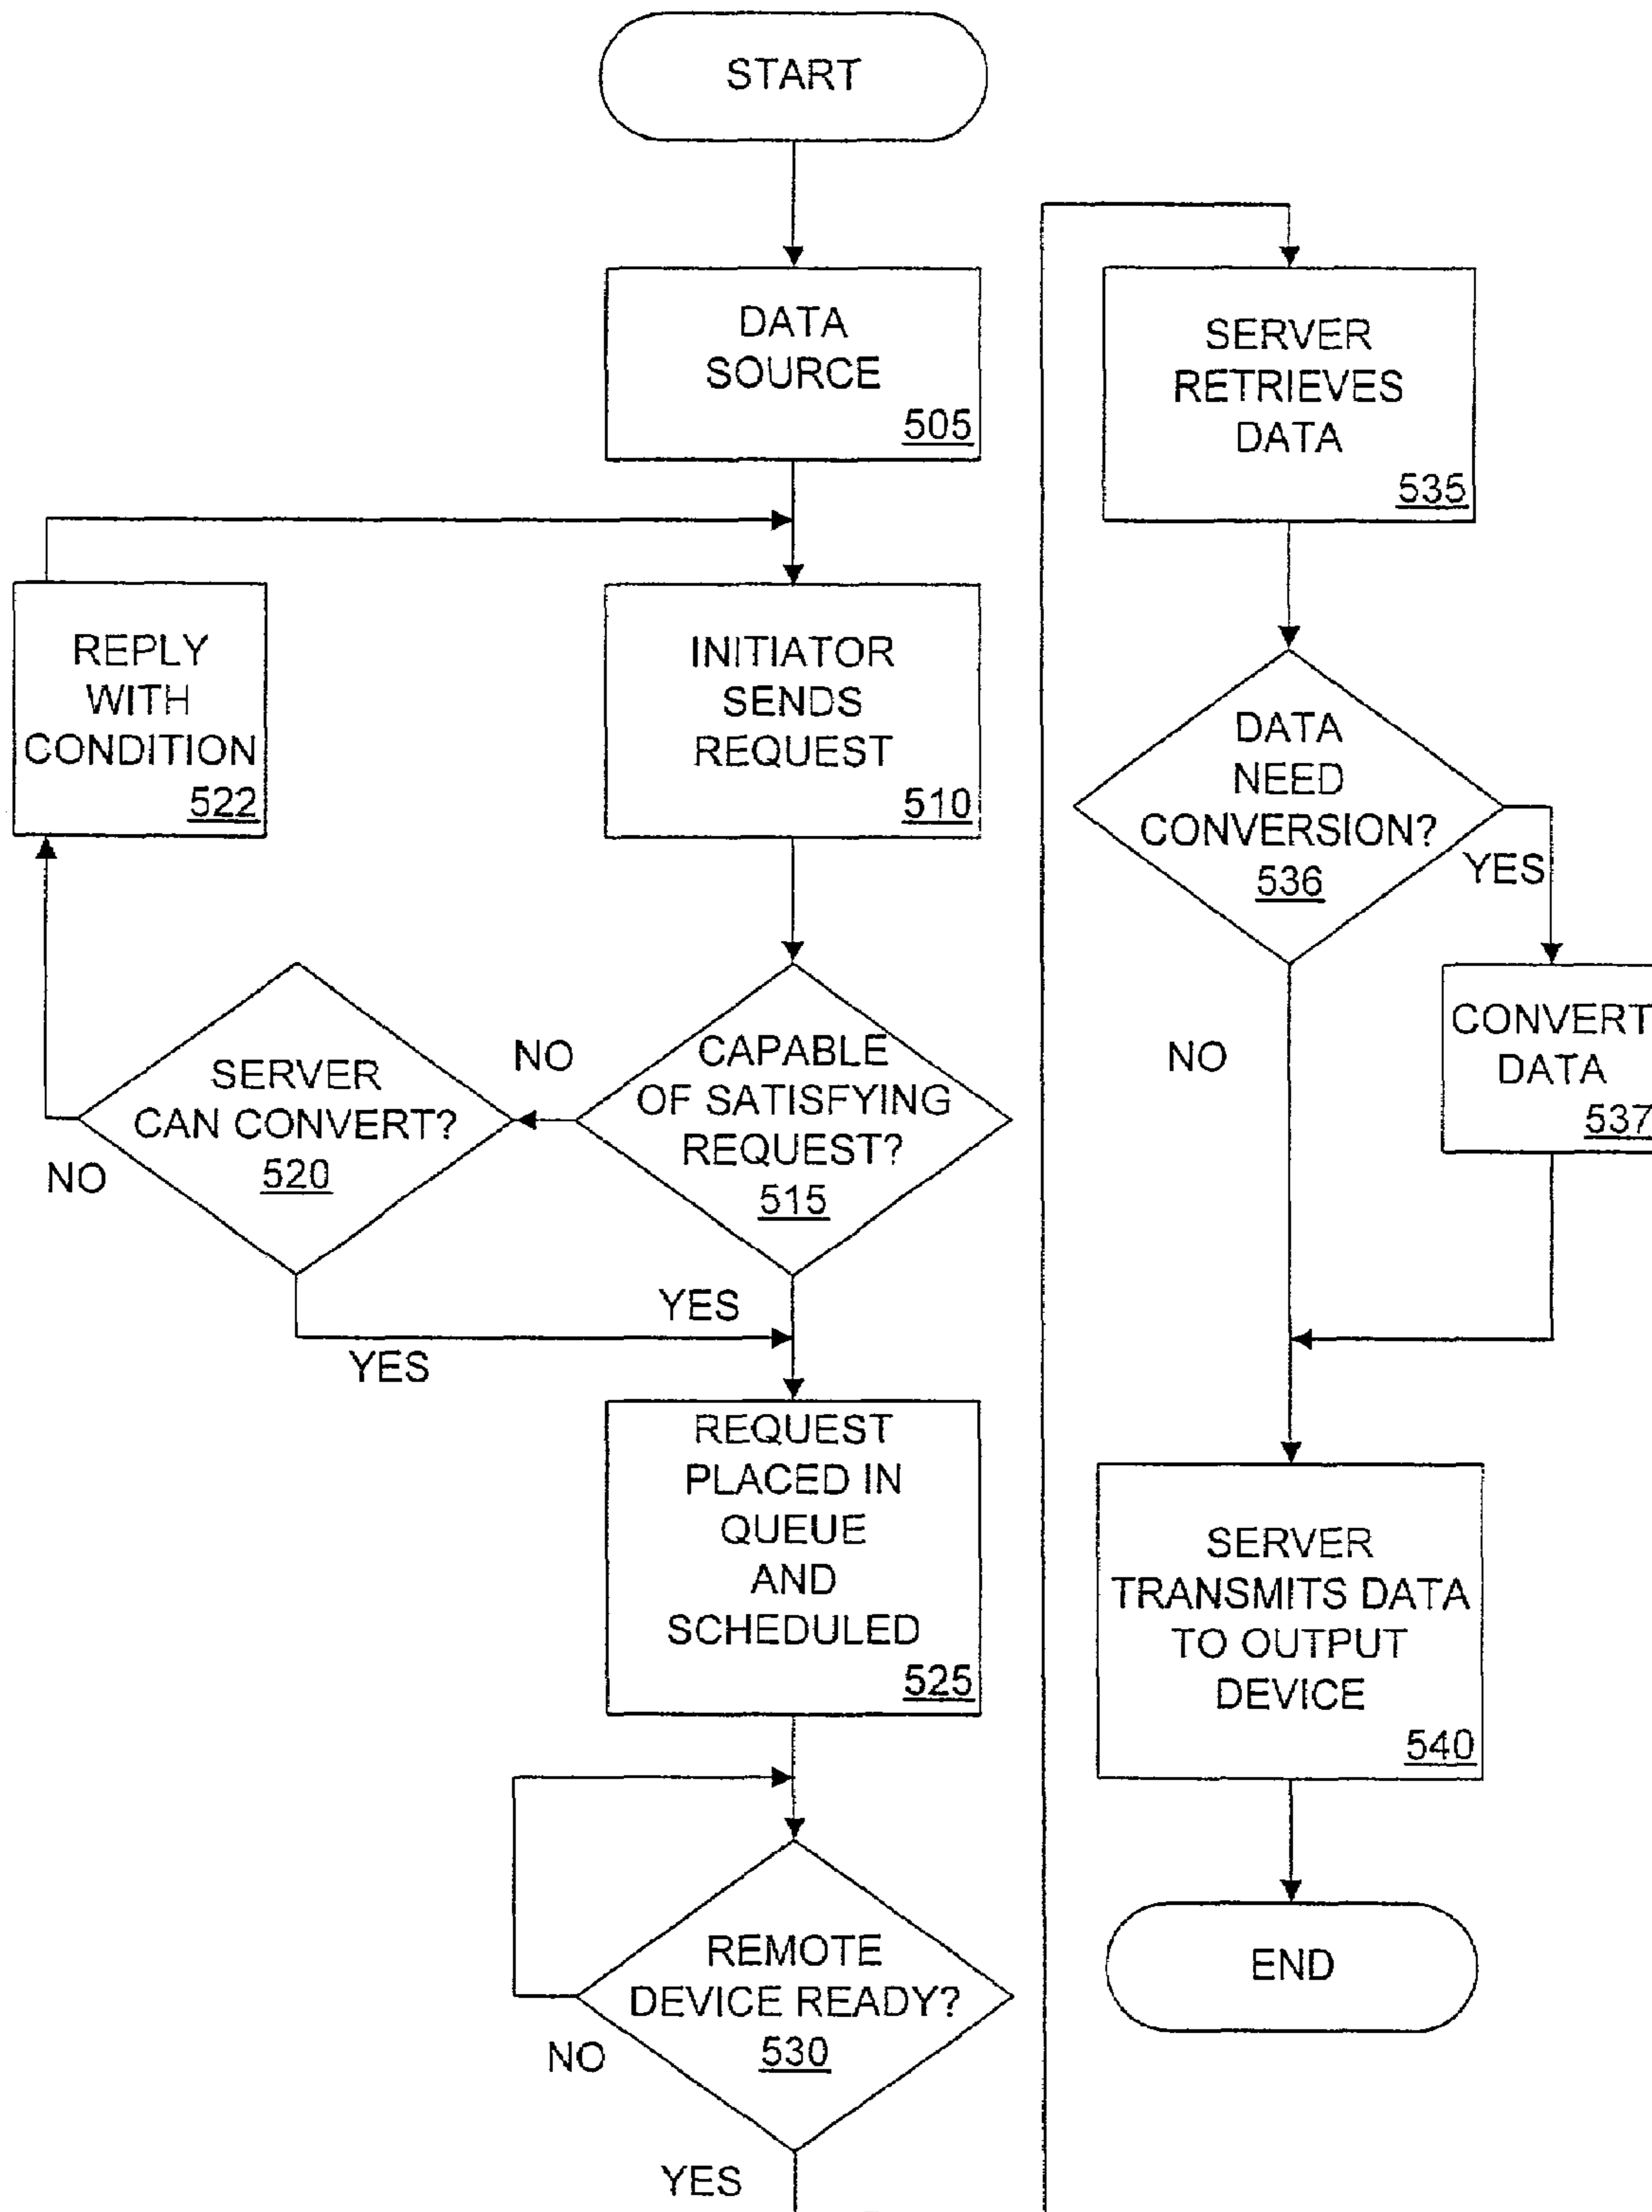 START
DATA
SOURCE
505
REPLY
WITH
CONDITION
522
INITIATOR
SENDS
REQUEST
510
SERVER
CAN CONVERT?
520
NO
NO
CAPABLE
OF SATISFYING
REQUEST?
515
YES
YES
REQUEST
PLACED IN
QUEUE
AND
SCHEDULED
525
REMOTE
DEVICE READY?
530
NO
YES
SERVER
RETRIEVES
DATA
535
DATA
NEED
CONVERSION?
536
YES
NO
CONVERT
DATA
537
SERVER
TRANSMITS DATA
TO OUTPUT
DEVICE
540
END